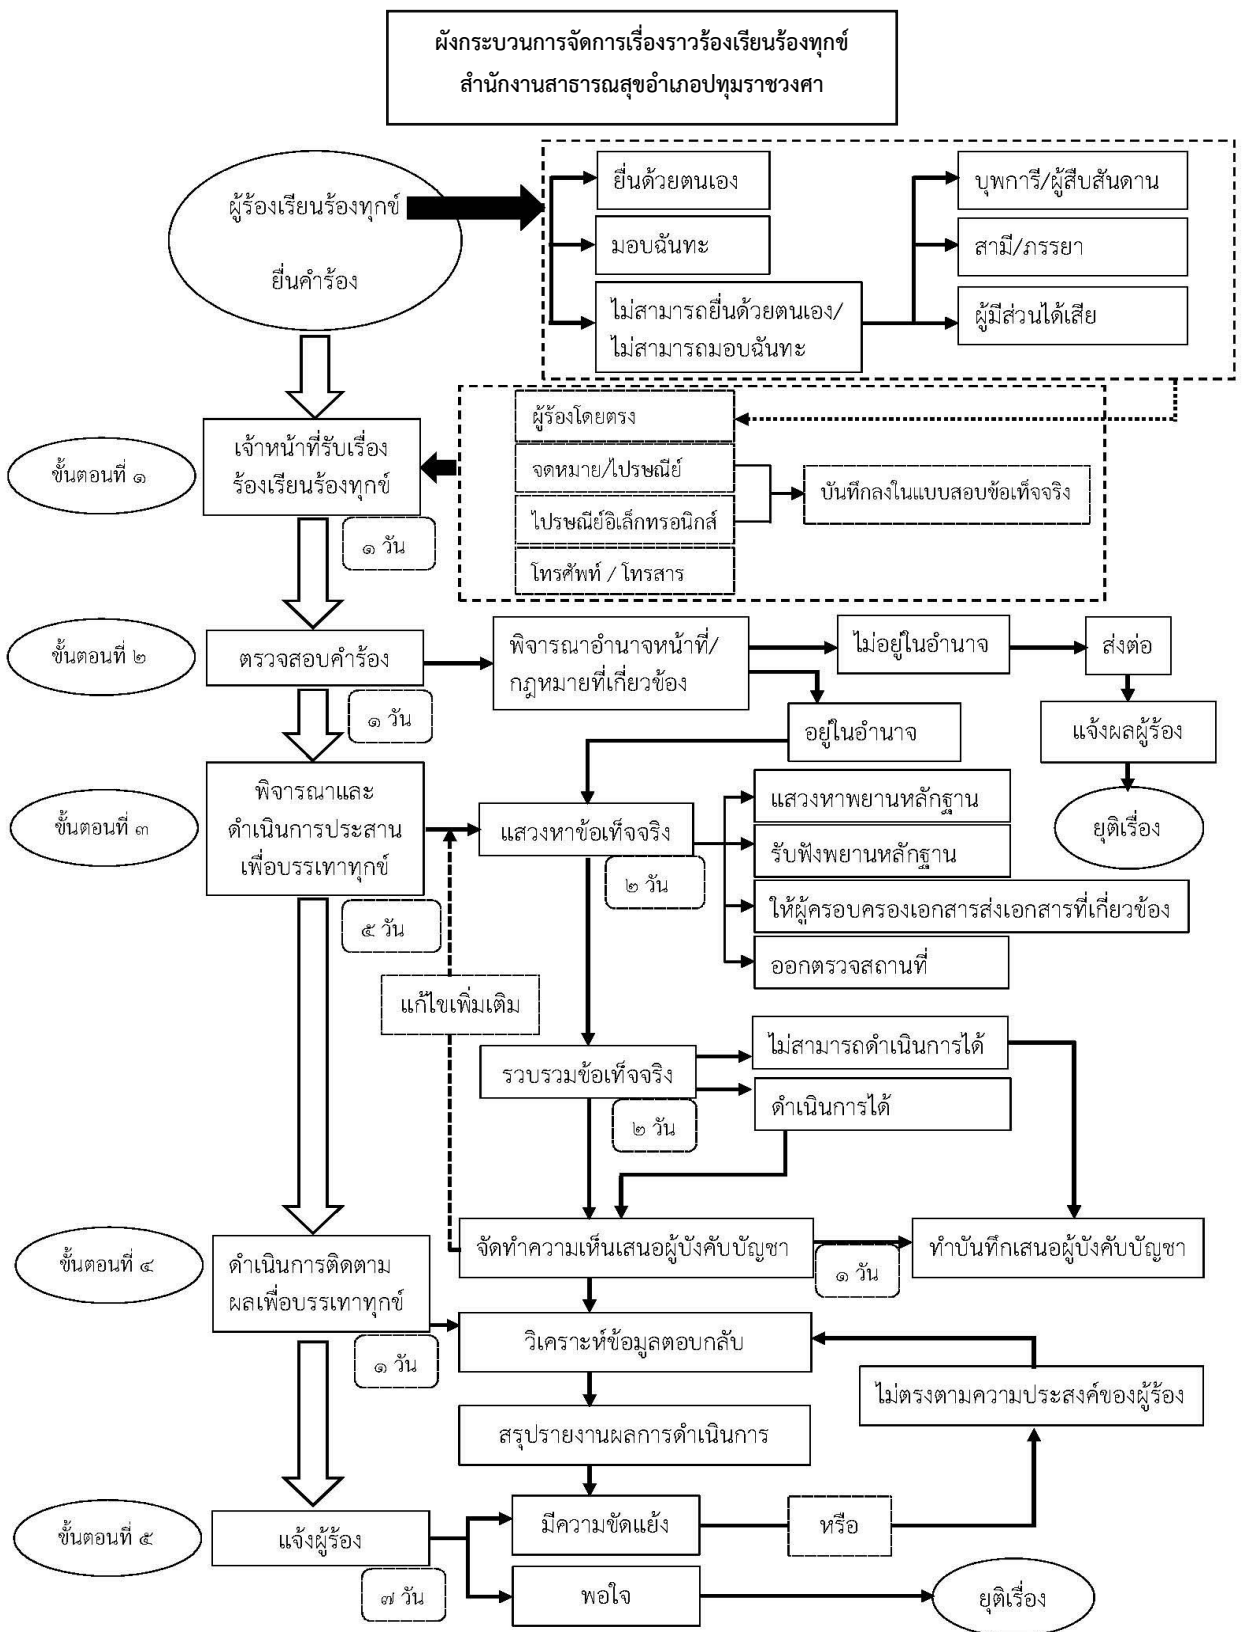 ผังกระบวนการจัดการเรื่องราวร้องเรียนร้องทุกข์
สำนักงานสาธารณสุขอำเภอปทุมราชวงศา
ผู้ร้องเรียนร้องทุกข์
ยื่นคำร้อง
ยื่นด้วยตนเอง
มอบฉันทะ
ไม่สามารถยื่นด้วยตนเอง/
ไม่สามารถมอบฉันทะ
บุพการี/ผู้สืบสันดาน
สามี/ภรรยา
ผู้มีส่วนได้เสีย
ขั้นตอนที่ ๑
เจ้าหน้าที่รับเรื่อง
ร้องเรียนร้องทุกข์
๑ วัน
ผู้ร้องโดยตรง
จดหมาย/ไปรษณีย์
ไปรษณีย์อิเล็กทรอนิกส์
โทรศัพท์ / โทรสาร
บันทึกลงในแบบสอบข้อเท็จจริง
ขั้นตอนที่ ๒
ตรวจสอบคำร้อง
๑ วัน
พิจารณาอำนาจหน้าที่/
กฎหมายที่เกี่ยวข้อง
ไม่อยู่ในอำนาจ
ส่งต่อ
อยู่ในอำนาจ
แจ้งผลผู้ร้อง
ยุติเรื่อง
ขั้นตอนที่ ๓
พิจารณาและ
ดำเนินการประสาน
เพื่อบรรเทาทุกข์
๕ วัน
แสวงหาข้อเท็จจริง
๒ วัน
แสวงหาพยานหลักฐาน
รับฟังพยานหลักฐาน
ให้ผู้ครอบครองเอกสารส่งเอกสารที่เกี่ยวข้อง
ออกตรวจสถานที่
แก้ไขเพิ่มเติม
รวบรวมข้อเท็จจริง
๒ วัน
ไม่สามารถดำเนินการได้
ดำเนินการได้
ขั้นตอนที่ ๔
ดำเนินการติดตาม
ผลเพื่อบรรเทาทุกข์
๑ วัน
จัดทำความเห็นเสนอผู้บังคับบัญชา
๑ วัน
ทำบันทึกเสนอผู้บังคับบัญชา
วิเคราะห์ข้อมูลตอบกลับ
ไม่ตรงตามความประสงค์ของผู้ร้อง
สรุปรายงานผลการดำเนินการ
ขั้นตอนที่ ๕
แจ้งผู้ร้อง
๗ วัน
มีความขัดแย้ง
หรือ
พอใจ
ยุติเรื่อง